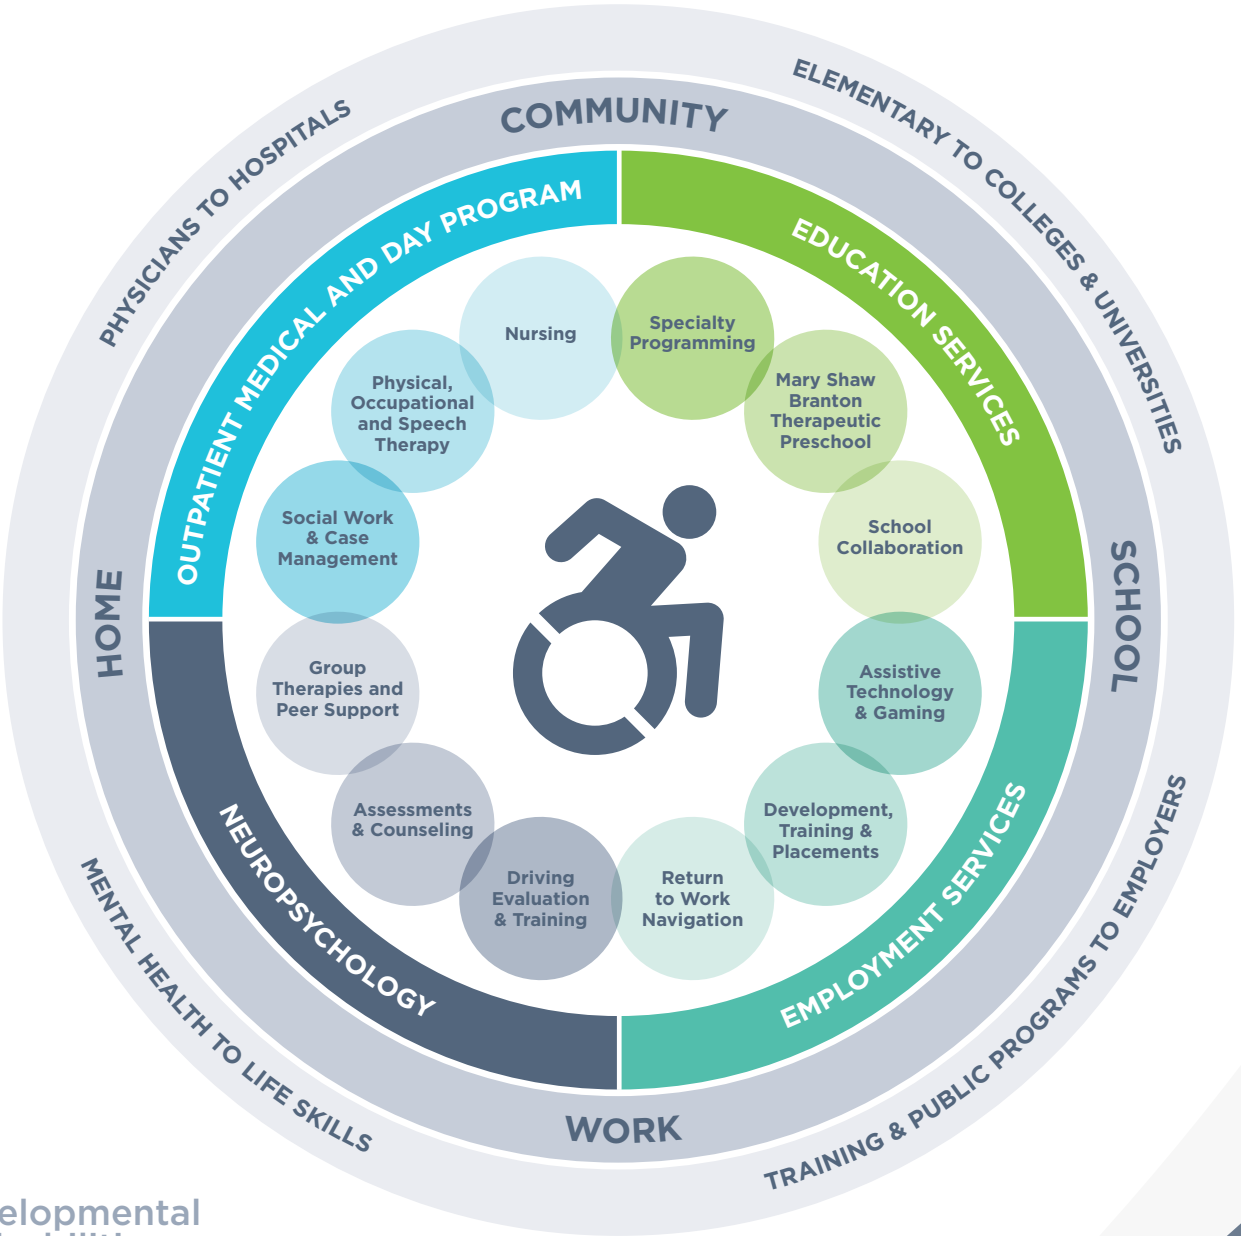 PHYSICIANS TO HOSPITALS
ELEMENTARY TO COLLEGES & UNIVERSITIES
COMMUNITY
OUTPATIENT MEDICAL AND DAY PROGRAM
EDUCATION SERVICES
Nursing
Specialty
Programming
Physical,
Occupational
and Speech
Therapy
Mary Shaw
Branton
Therapeutic
Preschool
Social Work
& Case
Management
School
Collaboration
HOME
SCHOOL
Group
Therapies and
Peer Support
Assistive
Technology
& Gaming
Assessments
& Counseling
Development,
Training &
Placements
Driving
Evaluation
& Training
Return
to Work
Navigation
NEUROPSYCHOLOGY
EMPLOYMENT SERVICES
WORK
MENTAL HEALTH TO LIFE SKILLS
TRAINING & PUBLIC PROGRAMS TO EMPLOYERS
elopmental